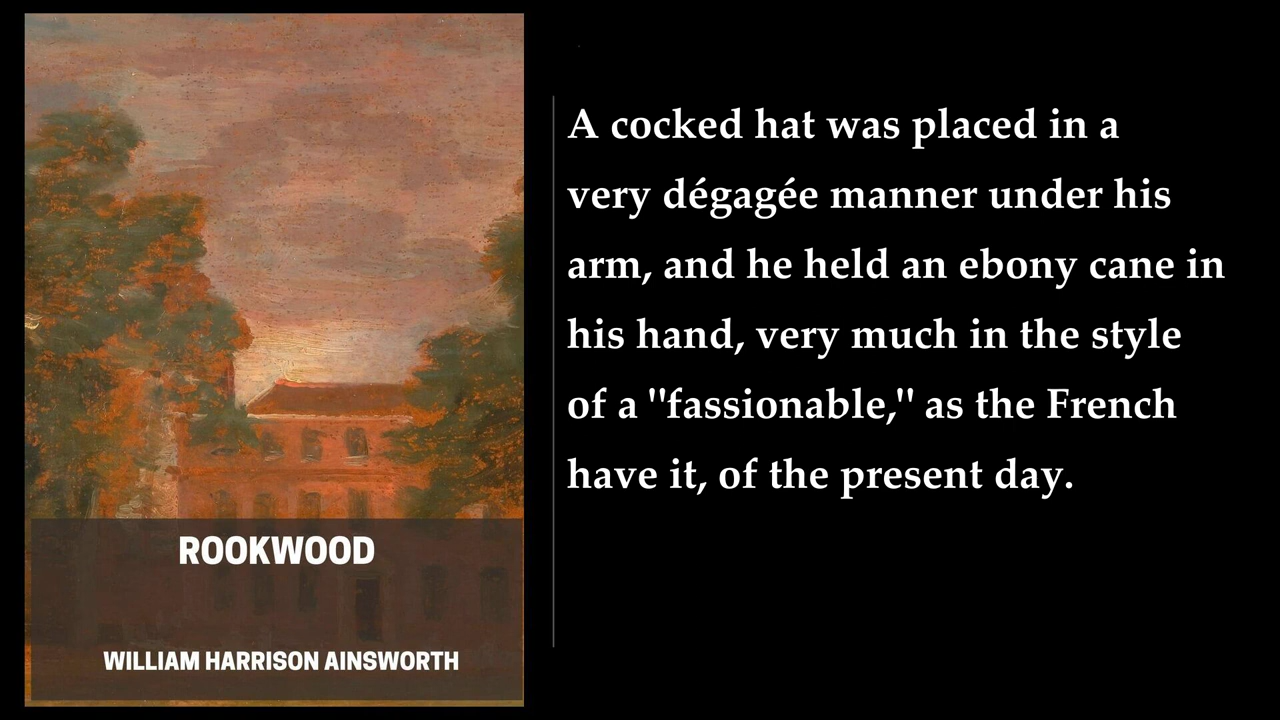 A cocked hat was placed in a
very dégagée manner under his
arm, and he held an ebony cane in
his hand, very much in the style
of a "fassionable," as the French
have it, of the present day.
ROOKWOOD
WILLIAM HARRISON AINSWORTH